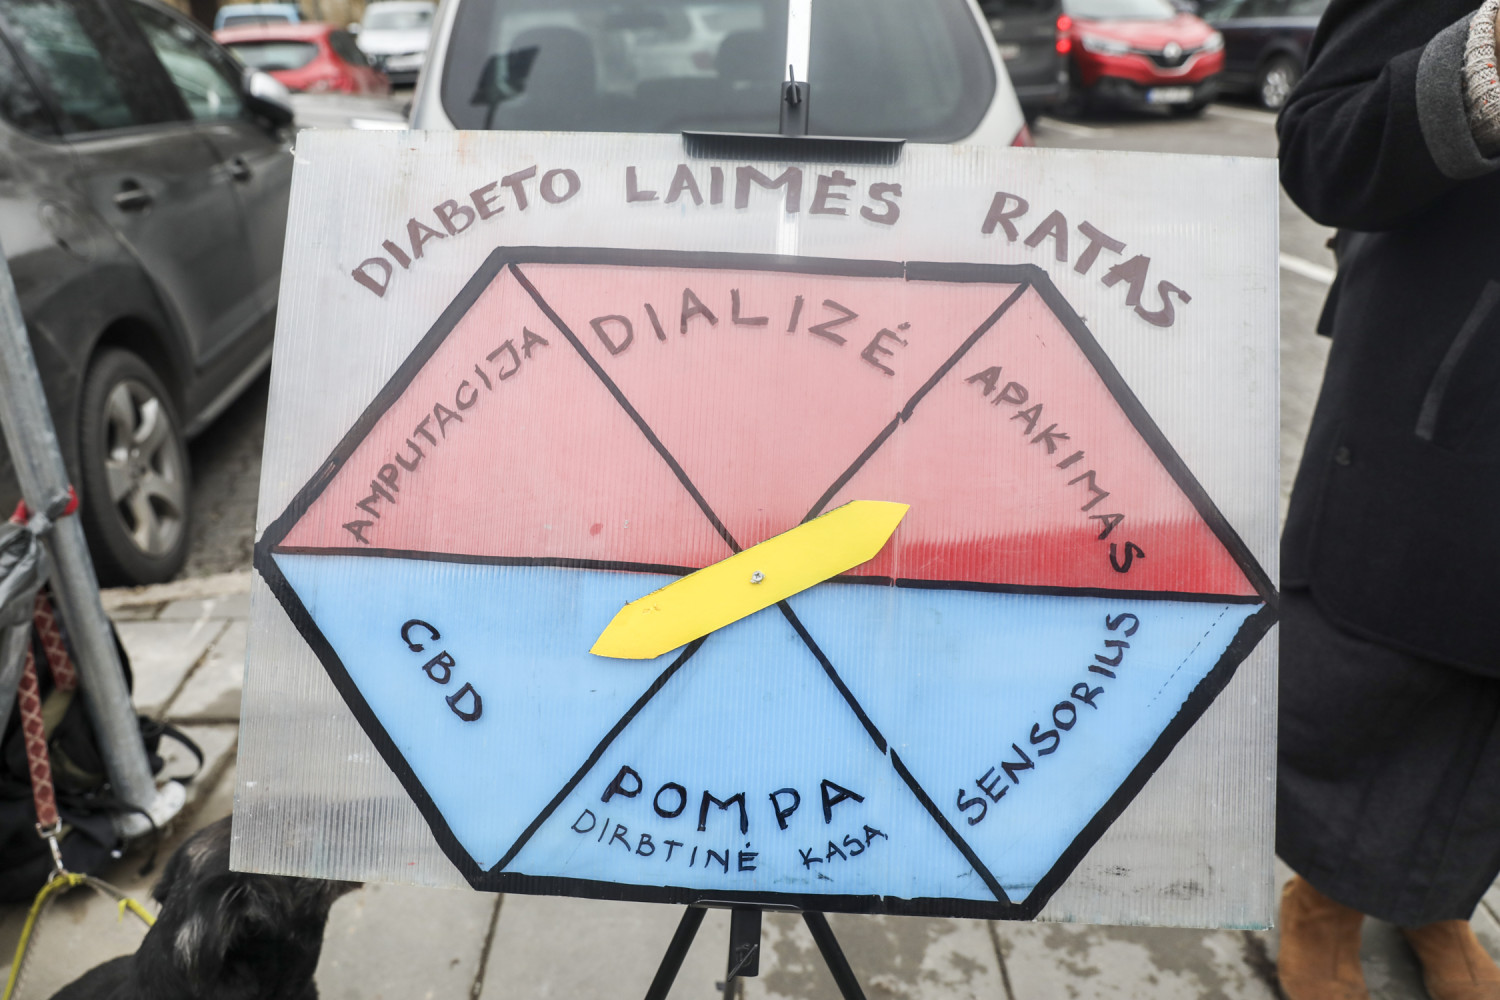 DIABETO LAIMĖS RATAS
AMPUTACIJA
DIALIZĖ
APAKIMAS
CBD
POMPA
DIRBTINĖ KASA
SENSORIUS